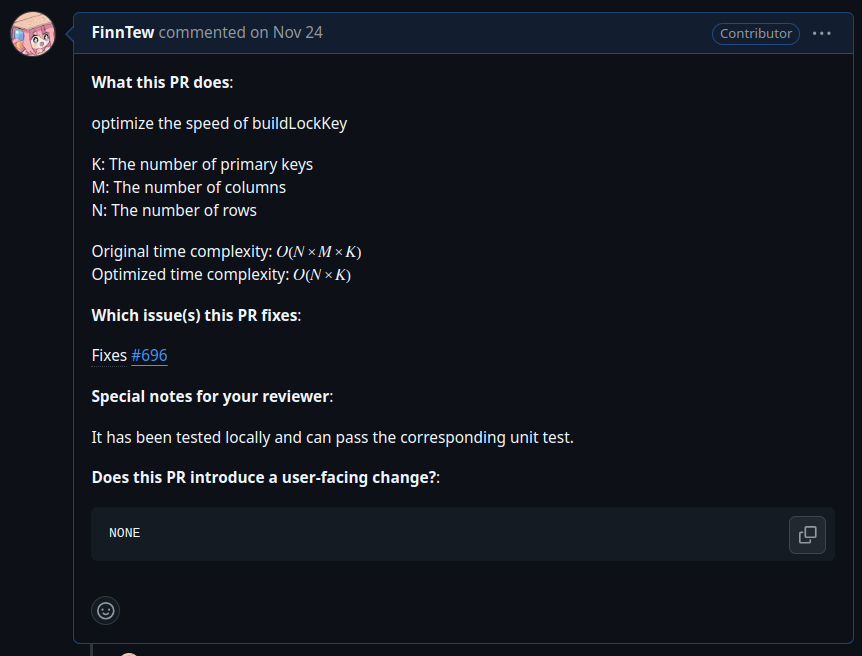 FinnTew commented on Nov 24
Contributor
What this PR does:
optimize the speed of buildLockKey
K: The number of primary keys
M: The number of columns
N: The number of rows
Original time complexity: O(N×M×K)
Optimized time complexity: O(N×K)
Which issue(s) this PR fixes:
Fixes #696
Special notes for your reviewer:
It has been tested locally and can pass the corresponding unit test.
Does this PR introduce a user-facing change?:
NONE